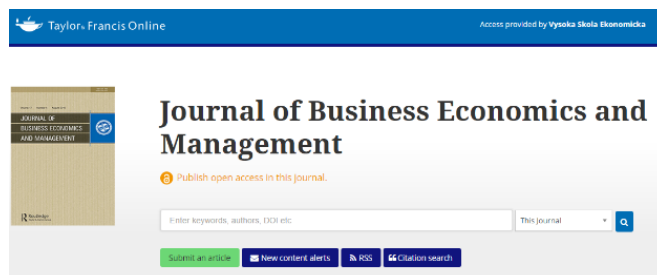 Taylor & Francis Online
Access provided by Vysoka Skola Ekonomicka
JOURNAL OF
BUSINESS ECONOMICS
AND MANAGEMENT
Routledge
Journal of Business Economics and
Management
Publish open access in this journal.
Enter keywords, authors, DOI etc.
This journal
Submit an article
New content alerts
RSS
Citation search